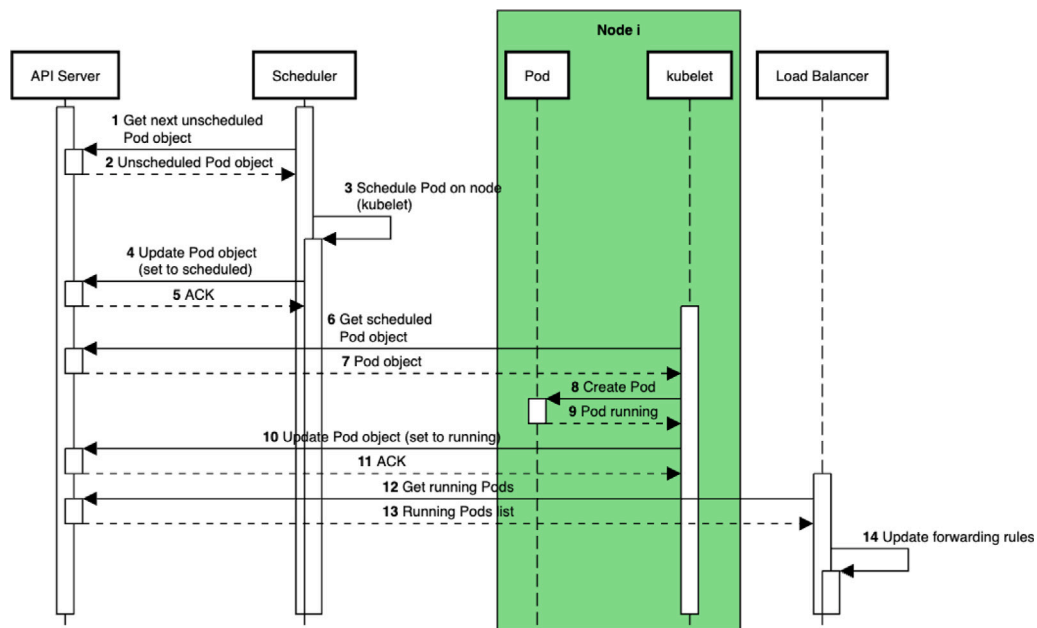 Node i
API Server
Scheduler
Pod
kubelet
Load Balancer
1 Get next unscheduled
Pod object
2 Unscheduled Pod object
3 Schedule Pod on node
(kubelet)
4 Update Pod object
(set to scheduled)
5 ACK
6 Get scheduled
Pod object
7 Pod object
8 Create Pod
9 Pod running
10 Update Pod object (set to running)
11 ACK
12 Get running Pods
13 Running Pods list
14 Update forwarding rules